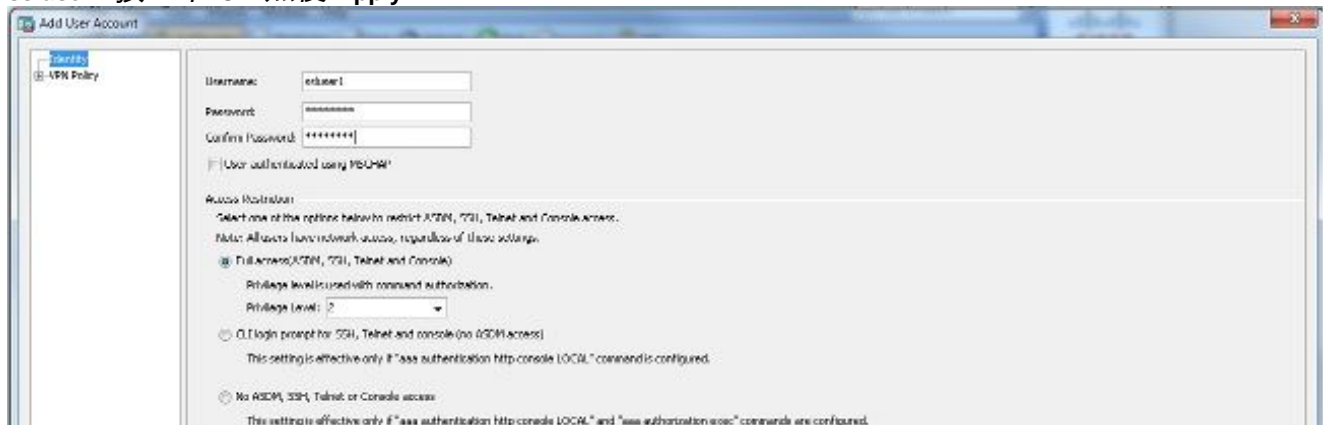 Add User Account
Identity
VPN Policy
Username:
Password: ********
Confirm Password: ********
User authenticated using MSCHAP
Access Restriction
Select one of the options below to restrict ASDM, SSH, Telnet and Console access.
Note: All users have network access, regardless of these settings.
Full access(ASDM, SSH, Telnet and Console)
Privilege level is used with command authorization.
Privilege Level: 2
CLI login prompt for SSH, Telnet and console (no ASDM access)
This setting is effective only if "aaa authentication http console LOCAL" command is configured.
No ASDM, SSH, Telnet or Console access
This setting is effective only if "aaa authentication http console LOCAL" and "aaa authorization exec" commands are configured.